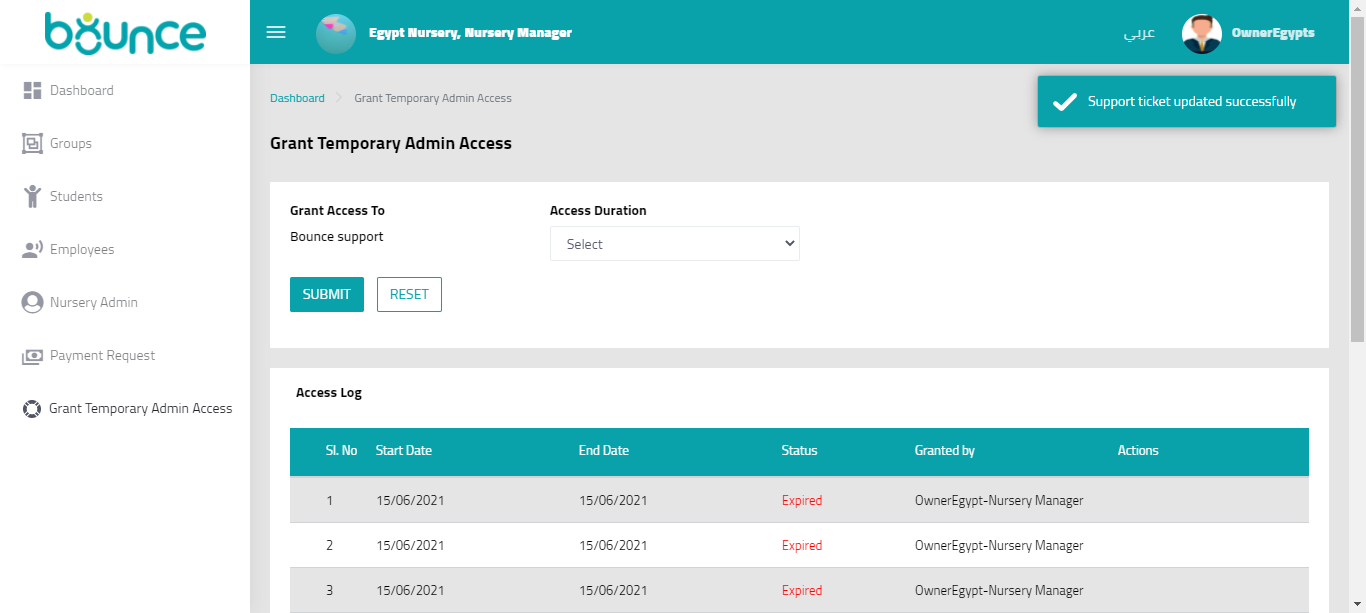 bounce
Egypt Nursery, Nursery Manager
عربي
OwnerEgypts
Dashboard
Groups
Students
Employees
Nursery Admin
Payment Request
Grant Temporary Admin Access
Dashboard
Grant Temporary Admin Access
Support ticket updated successfully
Grant Temporary Admin Access
Grant Access To
Access Duration
Bounce support
Select
SUBMIT
RESET
Access Log
Sl. No Start Date End Date Status Granted by Actions
1 15/06/2021 15/06/2021 Expired OwnerEgypt-Nursery Manager
2 15/06/2021 15/06/2021 Expired OwnerEgypt-Nursery Manager
3 15/06/2021 15/06/2021 Expired OwnerEgypt-Nursery Manager